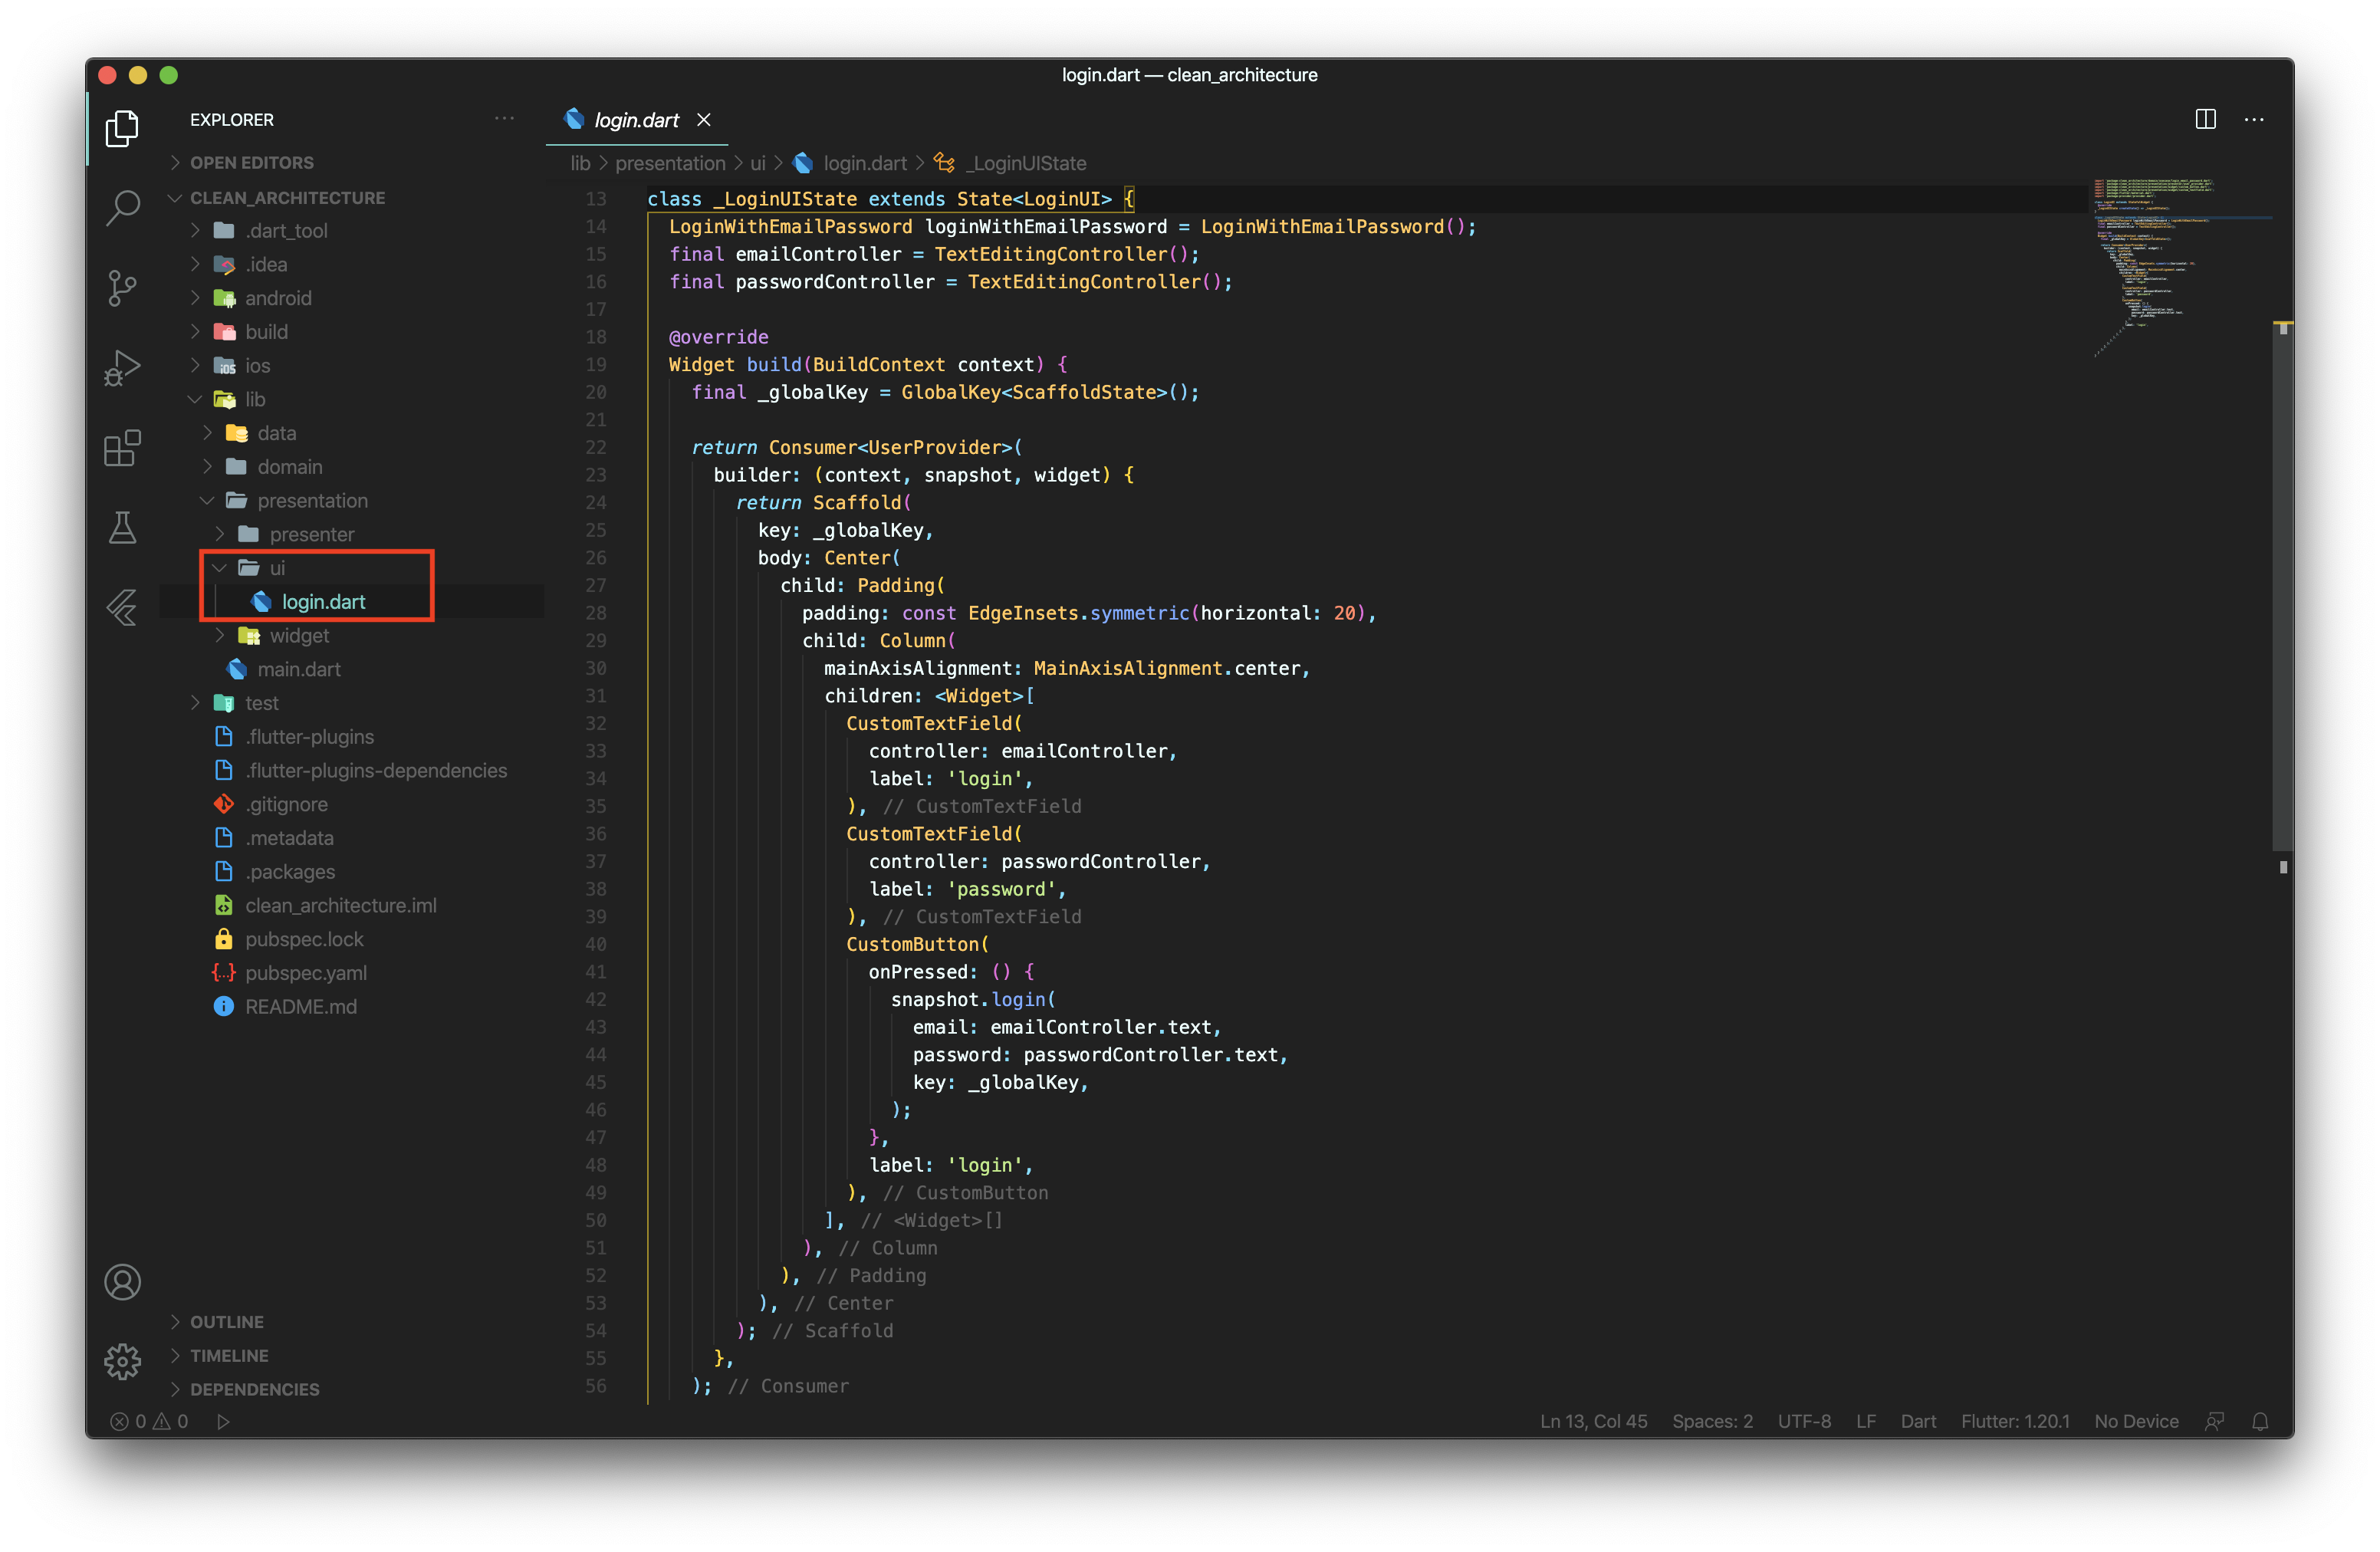 login.dart — clean_architecture
EXPLORER
OPEN EDITORS
CLEAN_ARCHITECTURE
.dart_tool
.idea
android
build
ios
lib
data
domain
presentation
presenter
ui
login.dart
widget
main.dart
test
.flutter-plugins
.flutter-plugins-dependencies
.gitignore
.metadata
.packages
clean_architecture.iml
pubspec.lock
pubspec.yaml
README.md
OUTLINE
TIMELINE
DEPENDENCIES
login.dart
lib > presentation > ui > login.dart > _LoginUIState
13 class _LoginUIState extends State<LoginUI> {
14 LoginWithEmailPassword loginWithEmailPassword = LoginWithEmailPassword();
15 final emailController = TextEditingController();
16 final passwordController = TextEditingController();
17
18 @override
19 Widget build(BuildContext context) {
20 final _globalKey = GlobalKey<ScaffoldState>();
21
22 return Consumer<UserProvider>(
23 builder: (context, snapshot, widget) {
24 return Scaffold(
25 key: _globalKey,
26 body: Center(
27 child: Padding(
28 padding: const EdgeInsets.symmetric(horizontal: 20),
29 child: Column(
30 mainAxisAlignment: MainAxisAlignment.center,
31 children: <Widget>[
32 CustomTextField(
33 controller: emailController,
34 label: 'login',
35 ), // CustomTextField
36 CustomTextField(
37 controller: passwordController,
38 label: 'password',
39 ), // CustomTextField
40 CustomButton(
41 onPressed: () {
42 snapshot.login(
43 email: emailController.text,
44 password: passwordController.text,
45 key: _globalKey,
46 );
47 },
48 label: 'login',
49 ), // CustomButton
50 ], // <Widget>[]
51 ), // Column
52 ), // Padding
53 ), // Center
54 ); // Scaffold
55 },
56 ); // Consumer
0 0 Ln 13, Col 45 Spaces: 2 UTF-8 LF Dart Flutter: 1.20.1 No Device